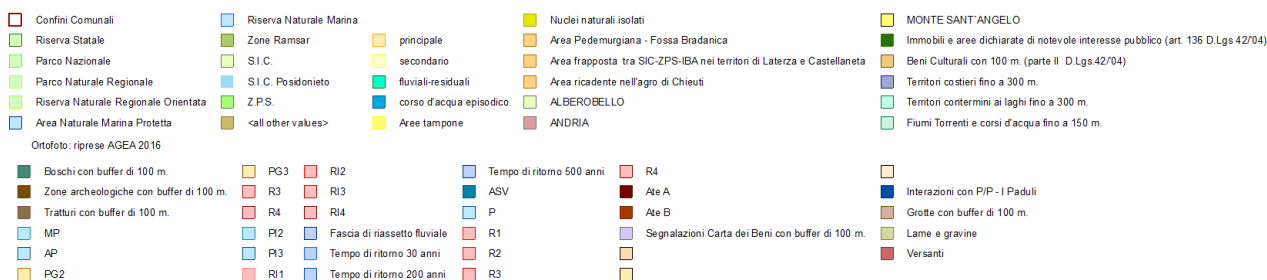 Confini Comunali
Riserva Statale
Parco Nazionale
Parco Naturale Regionale
Riserva Naturale Regionale Orientata
Area Naturale Marina Protetta
Ortofoto: riprese AGEA 2016
Riserva Naturale Marina
Zone Ramsar
S.I.C.
S.I.C. Posidonieto
Z.P.S.
<all other values>
principale
secondario
fluviali-residuali
corso d'acqua episodico
Aree tampone
Nuclei naturali isolati
Area Pedemurgiana - Fossa Bradanica
Area frapposta tra SIC-ZPS-IBA nei territori di Laterza e Castellaneta
Area ricadente nell'agro di Chieuti
ALBEROBELLO
ANDRIA
MONTE SANT`ANGELO
Immobili e aree dichiarate di notevole interesse pubblico (art. 136 D.Lgs 42/04)
Beni Culturali con 100 m. (parte II D.Lgs.42/04)
Territori costieri fino a 300 m.
Territori contermini ai laghi fino a 300 m.
Fiumi Torrenti e corsi d'acqua fino a 150 m.
Boschi con buffer di 100 m.
Zone archeologiche con buffer di 100 m.
Tratturi con buffer di 100 m.
MP
AP
PG2
PG3
R3
R4
PI2
PI3
RI1
RI2
RI3
RI4
Fascia di riassetto fluviale
Tempo di ritorno 30 anni
Tempo di ritorno 200 anni
Tempo di ritorno 500 anni
ASV
P
R1
R2
R3
R4
Ate A
Ate B
Segnalazioni Carta dei Beni con buffer di 100 m.
Interazioni con P/P - I Paduli
Grotte con buffer di 100 m.
Lame e gravine
Versanti